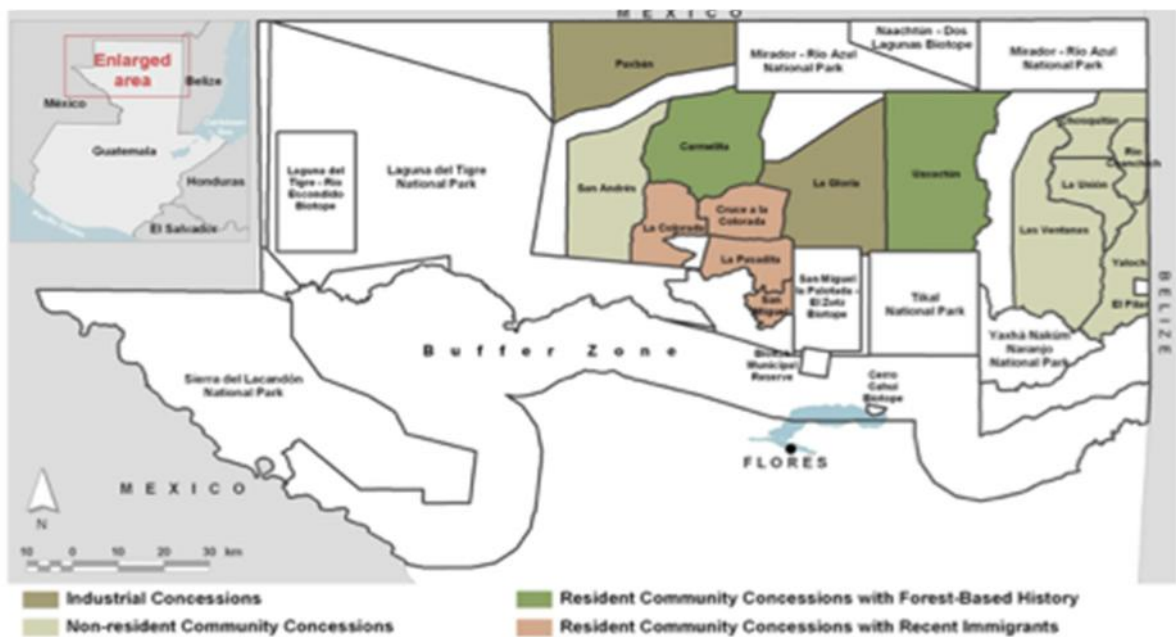 MEXICO
Enlarged
area
Belize
México
Caribbean
Guatemala
Honduras
El Salvador
Paxbán
Mirador - Río Azul
National Park
Naachtún - Dos
Lagunas Biotope
Mirador - Río Azul
National Park
Laguna del
Tigre - Río
Escondido
Biotope
Laguna del Tigre
National Park
San Andrés
Carmelita
La Gloria
Uaxactún
Chosquitán
Río
La Unión
Las Ventanas
Yaloch
El Pilar
La Colorada
Cruce a la
Colorada
La Pasadita
San
Miguel
San Miguel
la Palotada -
El Zotz
Biotope
Tikal
National Park
Yaxhá Nakúm
Naranjo
National Park
BELIZE
Buffer Zone
Municipal
Reserve
Cerro
Cahuí
Biotope
Sierra del Lacandón
National Park
FLORES
MEXICO
N
10 0 10 20 30 km
Industrial Concessions
Resident Community Concessions with Forest-Based History
Non-resident Community Concessions
Resident Community Concessions with Recent Immigrants